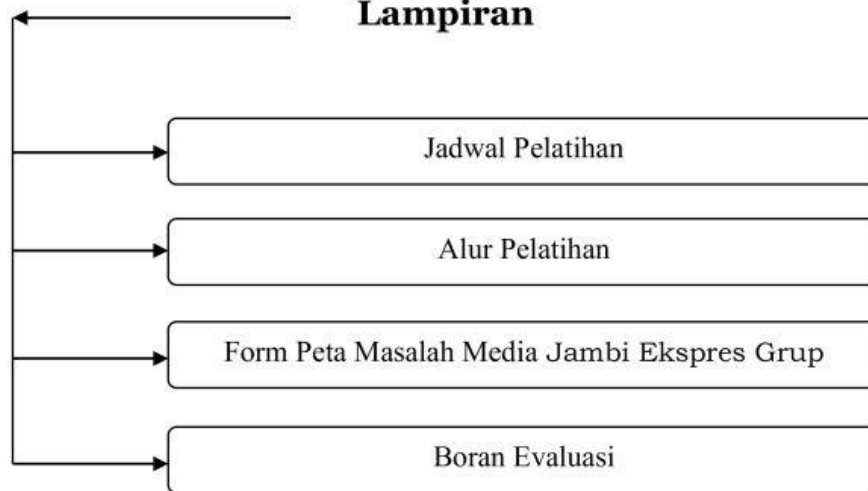 Lampiran
Jadwal Pelatihan
Alur Pelatihan
Form Peta Masalah Media Jambi Ekspres Grup
Boran Evaluasi